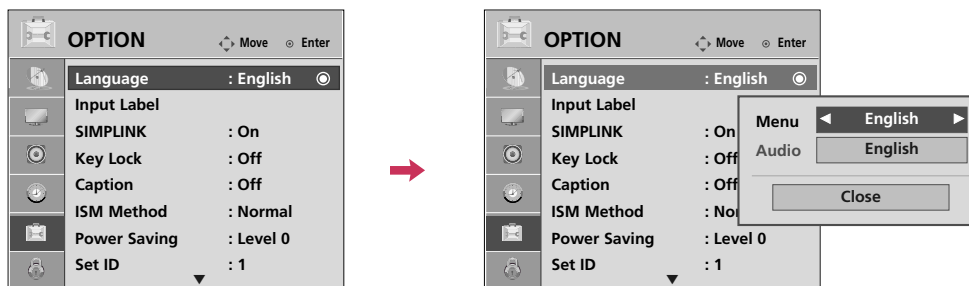 OPTION Move Enter
Language : English
Input Label
SIMPLINK : On
Key Lock : Off
Caption : Off
ISM Method : Normal
Power Saving : Level 0
Set ID : 1
OPTION Move Enter
Language : English
Input Label
SIMPLINK : On
Key Lock : Off
Caption : Off
ISM Method : Nor
Power Saving : Level 0
Set ID : 1
Menu English
Audio English
Close